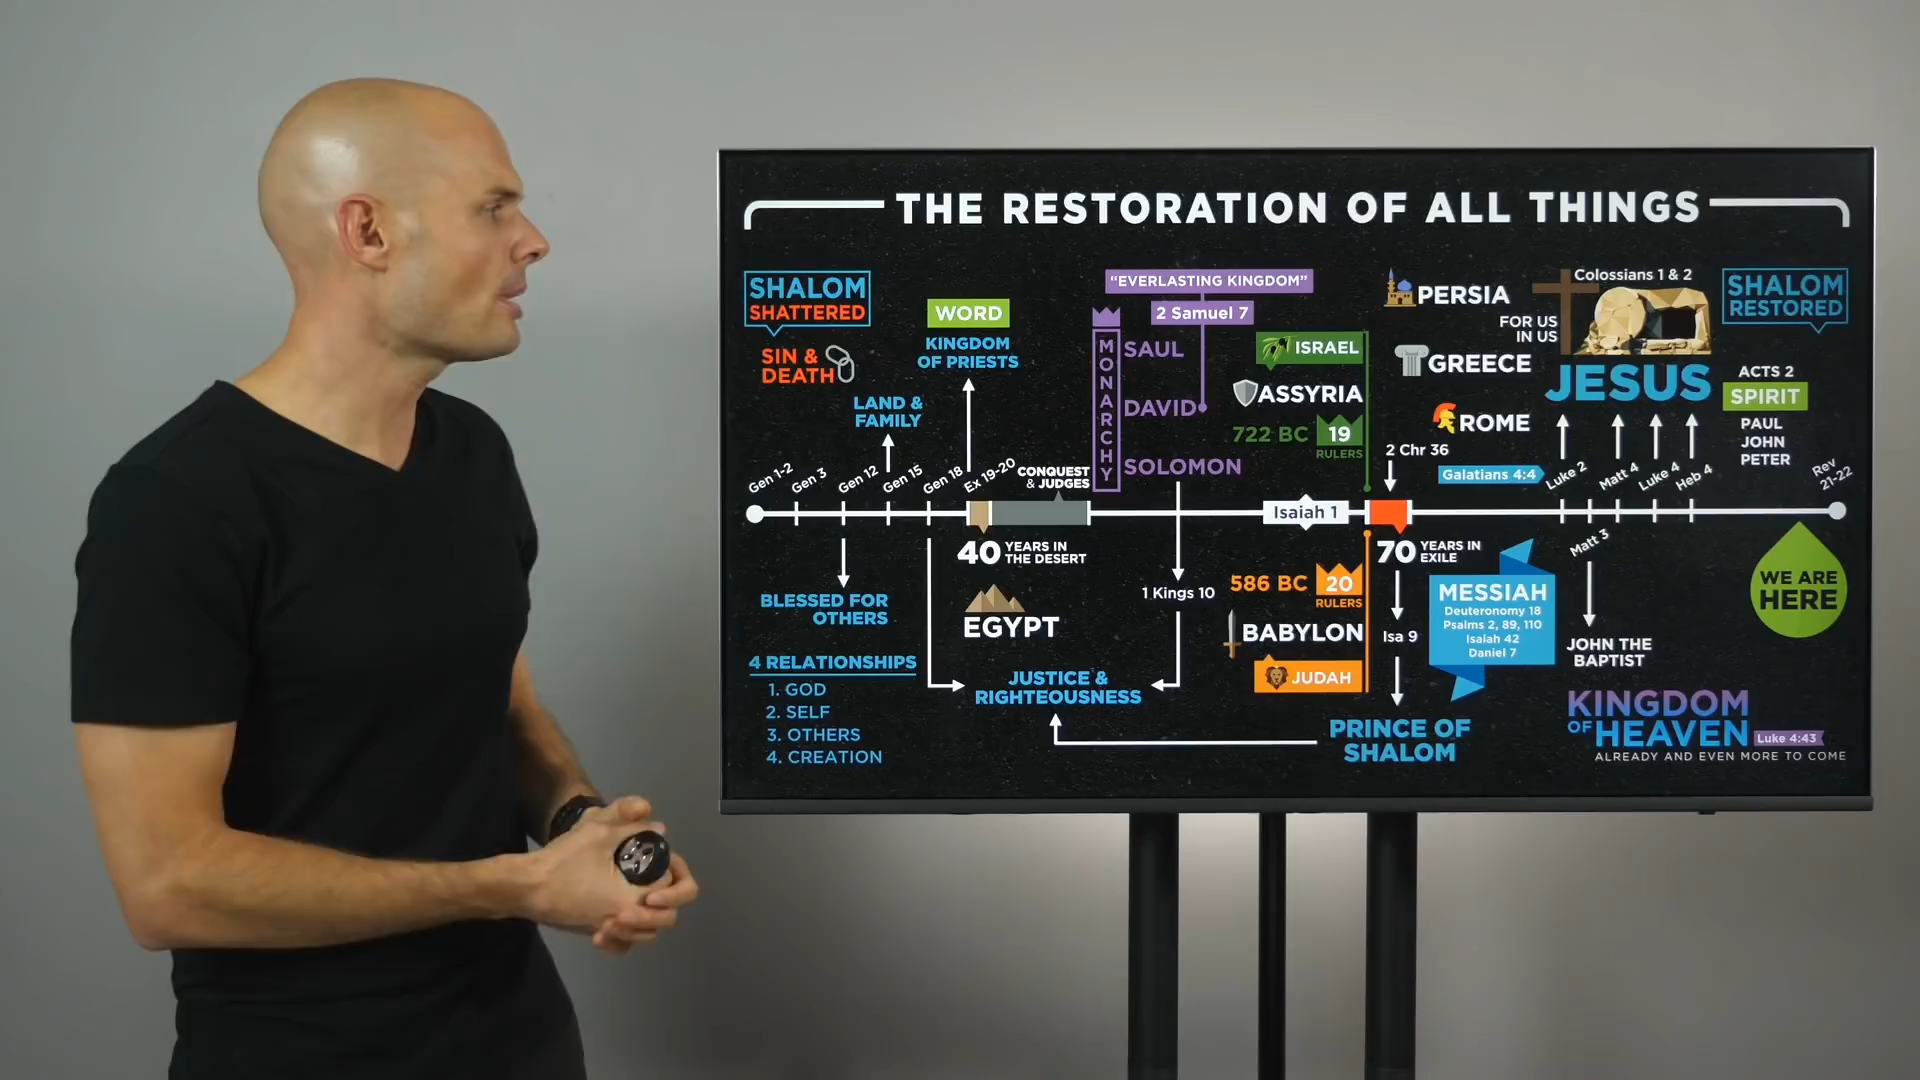 THE RESTORATION OF ALL THINGS
SHALOM
SHATTERED
SIN &
DEATH
LAND &
FAMILY
WORD
KINGDOM
OF PRIESTS
"EVERLASTING KINGDOM"
2 Samuel 7
MONARCHY
SAUL
DAVID
SOLOMON
ISRAEL
ASSYRIA
722 BC
19
RULERS
PERSIA
GREECE
ROME
2 Chr 36
Galatians 4:4
Colossians 1 & 2
FOR US
IN US
JESUS
SHALOM
RESTORED
ACTS 2
SPIRIT
PAUL
JOHN
PETER
Gen 1-2
Gen 3
Gen 12
Gen 15
Gen 18
Ex 19-20
CONQUEST
& JUDGES
Isaiah 1
Luke 2
Matt 3
Matt 4
Luke 4
Heb 4
Rev
21-22
40 YEARS IN
THE DESERT
EGYPT
BLESSED FOR
OTHERS
4 RELATIONSHIPS
1. GOD
2. SELF
3. OTHERS
4. CREATION
JUSTICE &
RIGHTEOUSNESS
1 Kings 10
586 BC
20
RULERS
BABYLON
JUDAH
70 YEARS IN
EXILE
Isa 9
PRINCE OF
SHALOM
MESSIAH
Deuteronomy 18
Psalms 2, 89, 110
Isaiah 42
Daniel 7
JOHN THE
BAPTIST
WE ARE
HERE
KINGDOM
OF HEAVEN
Luke 4:43
ALREADY AND EVEN MORE TO COME